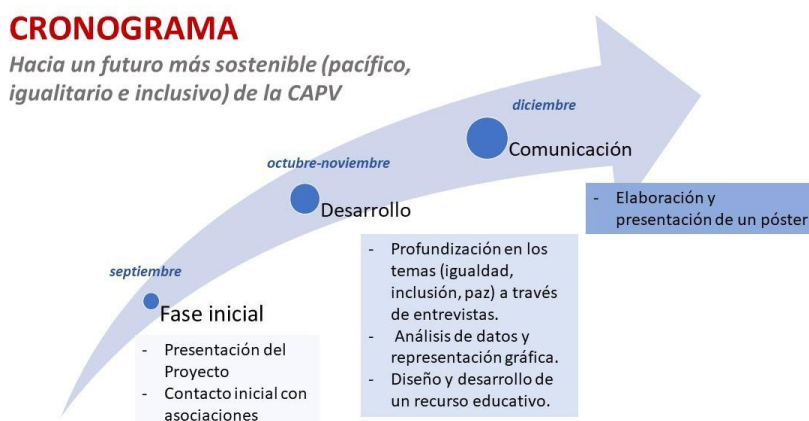 CRONOGRAMA
Hacia un futuro más sostenible (pacífico,
igualitario e inclusivo) de la CAPV
septiembre
Fase inicial
- Presentación del
Proyecto
- Contacto inicial con
asociaciones
octubre-noviembre
Desarrollo
- Profundización en los
temas (igualdad,
inclusión, paz) a través
de entrevistas.
- Análisis de datos y
representación gráfica.
- Diseño y desarrollo de
un recurso educativo.
diciembre
Comunicación
- Elaboración y
presentación de un póster